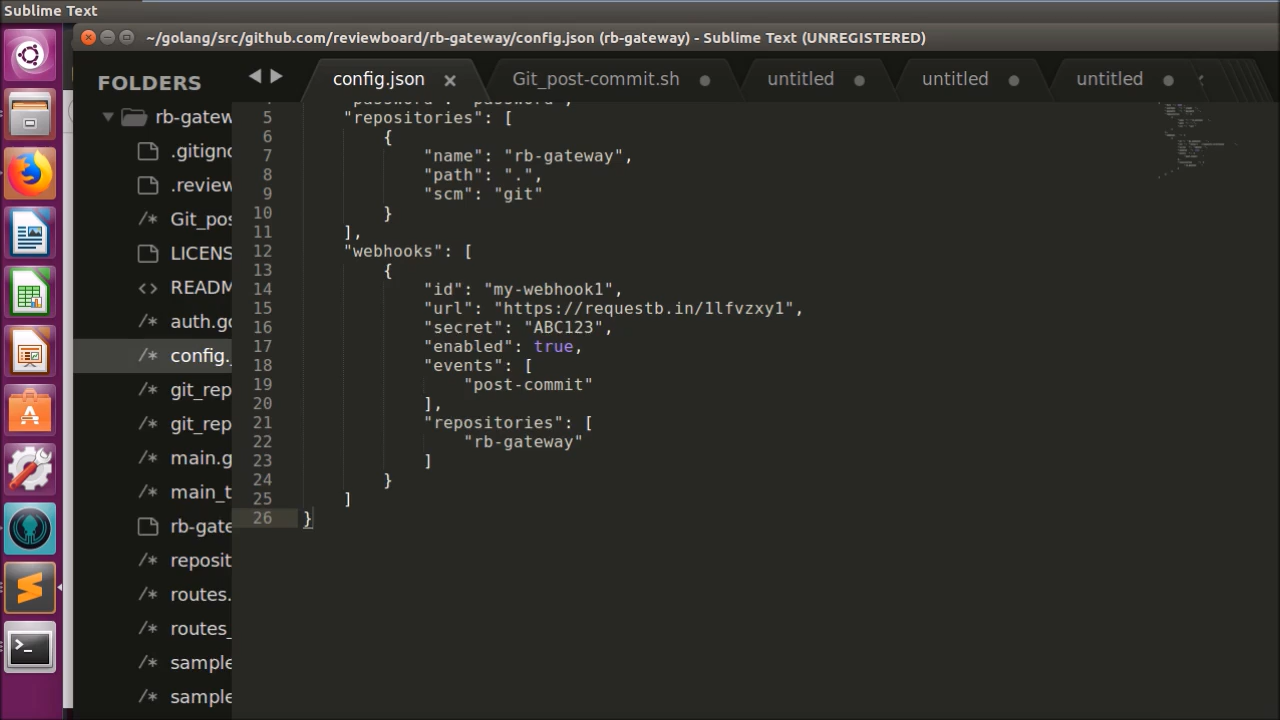 Sublime Text
~/golang/src/github.com/reviewboard/rb-gateway/config.json (rb-gateway) - Sublime Text (UNREGISTERED)
FOLDERS
rb-gatew
.gitign
.review
/* Git_pos
LICENS
<> READM
/* auth.go
/* config.
/* git_rep
/* git_rep
/* main.g
/* main_t
rb-gate
/* reposit
/* routes.
/* routes_
/* sample
/* sample
config.json
Git_post-commit.sh
untitled
untitled
untitled
"password": "password",
5 "repositories": [
6 {
7 "name": "rb-gateway",
8 "path": ".",
9 "scm": "git"
10 }
11 ],
12 "webhooks": [
13 {
14 "id": "my-webhook1",
15 "url": "https://requestb.in/1lfvzxy1",
16 "secret": "ABC123",
17 "enabled": true,
18 "events": [
19 "post-commit"
20 ],
21 "repositories": [
22 "rb-gateway"
23 ]
24 }
25 ]
26 }